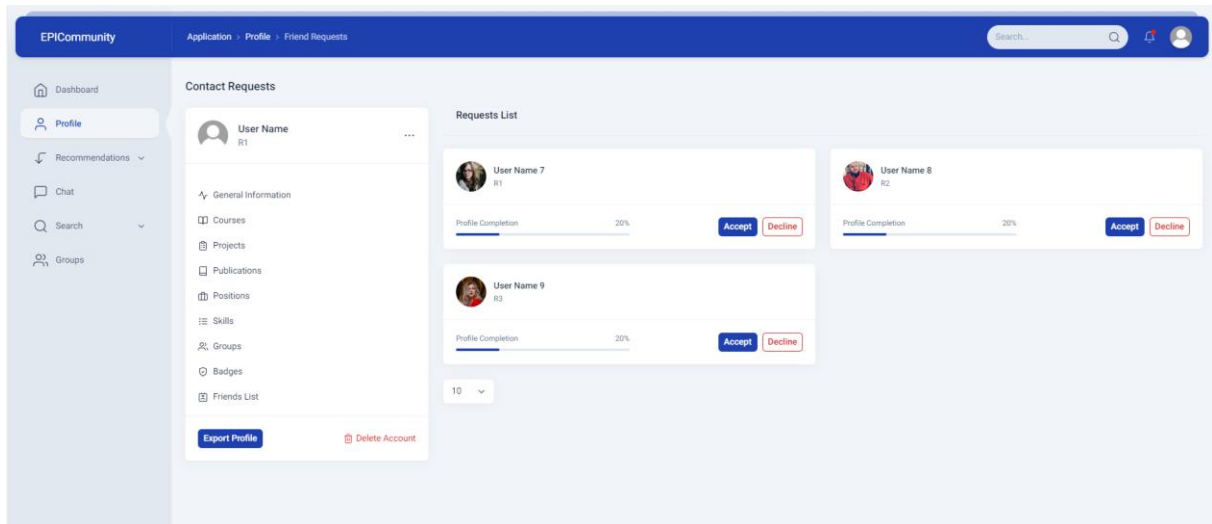 EPICommunity
Application > Profile > Friend Requests
Search...
Dashboard
Profile
Recommendations
Chat
Search
Groups
Contact Requests
User Name
R1
General Information
Courses
Projects
Publications
Positions
Skills
Groups
Badges
Friends List
Export Profile
Delete Account
Requests List
User Name 7
R1
Profile Completion 20%
Accept Decline
User Name 8
R2
Profile Completion 20%
Accept Decline
User Name 9
R3
Profile Completion 20%
Accept Decline
10